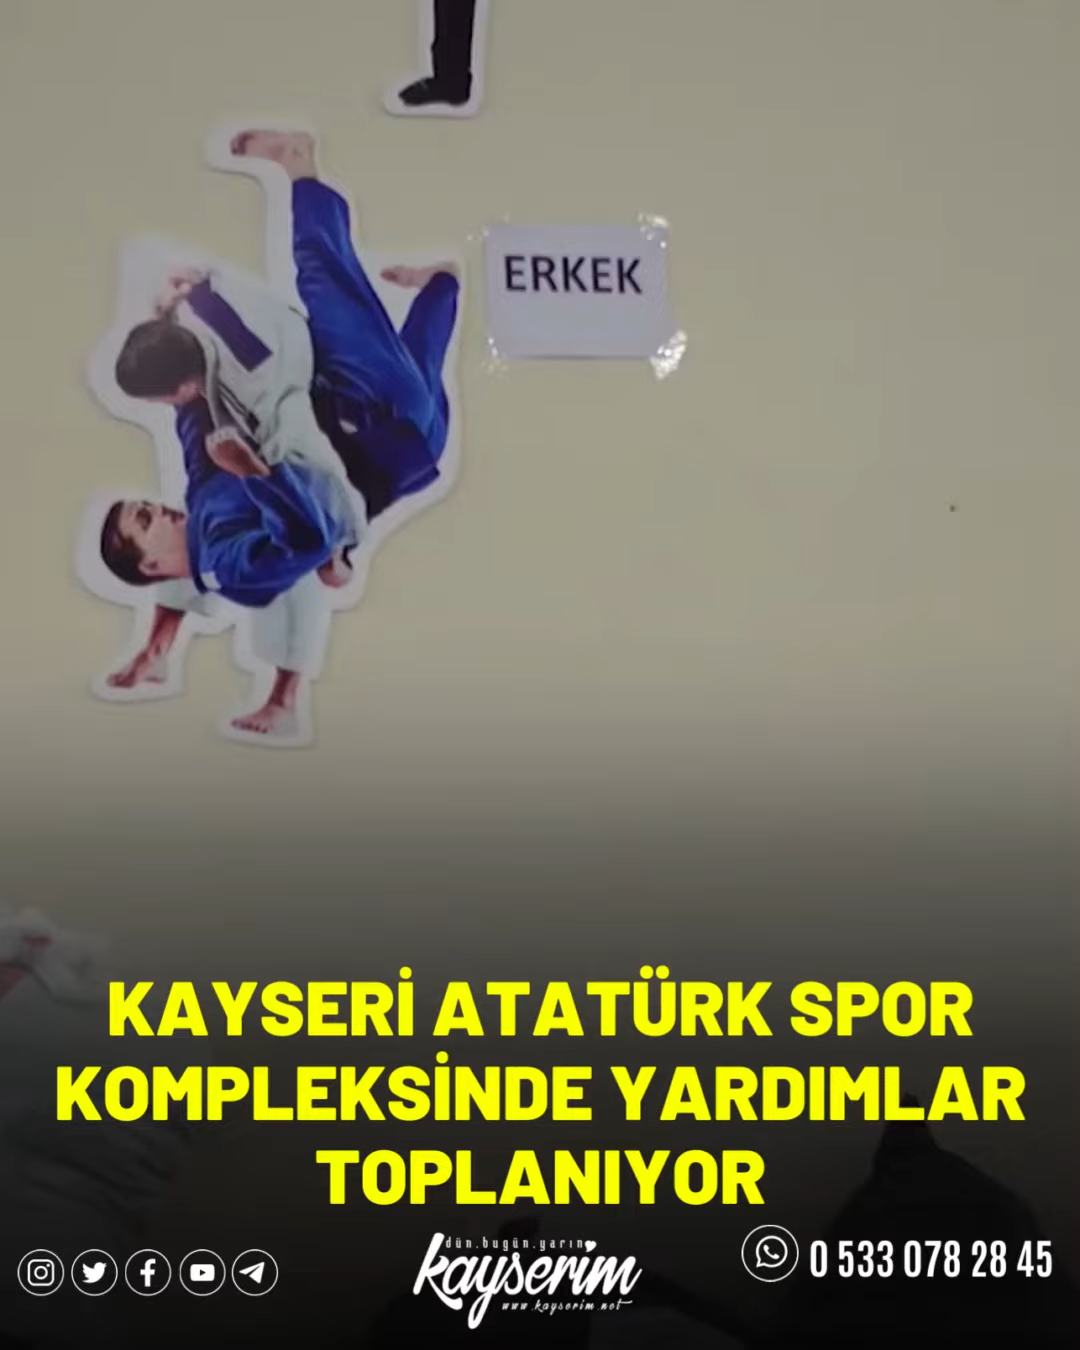 ERKEK
KAYSERİ ATATÜRK SPOR
KOMPLEKSİNDE YARDIMLAR
TOPLANIYOR
dün.bugün.yarın
kayserim
www.kayserim.net
0 533 078 28 45